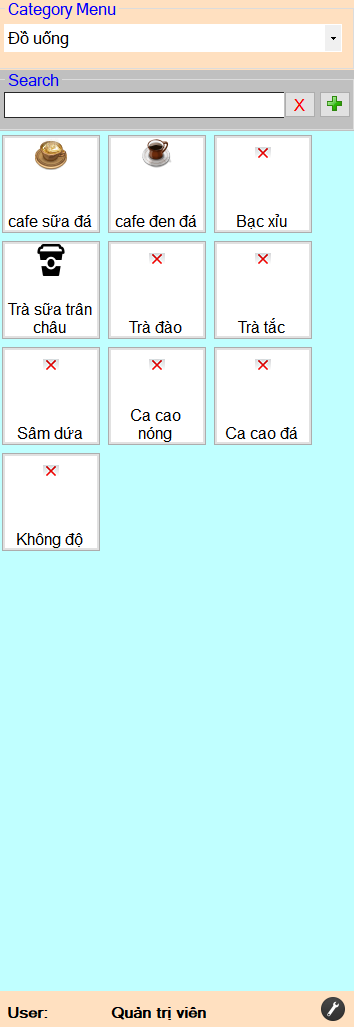 Category Menu
Đồ uống
Search
X
cafe sữa đá
cafe đen đá
Bạc xỉu
Trà sữa trân
châu
Trà đào
Trà tắc
Sâm dứa
Ca cao
nóng
Ca cao đá
Không độ
User: Quản trị viên